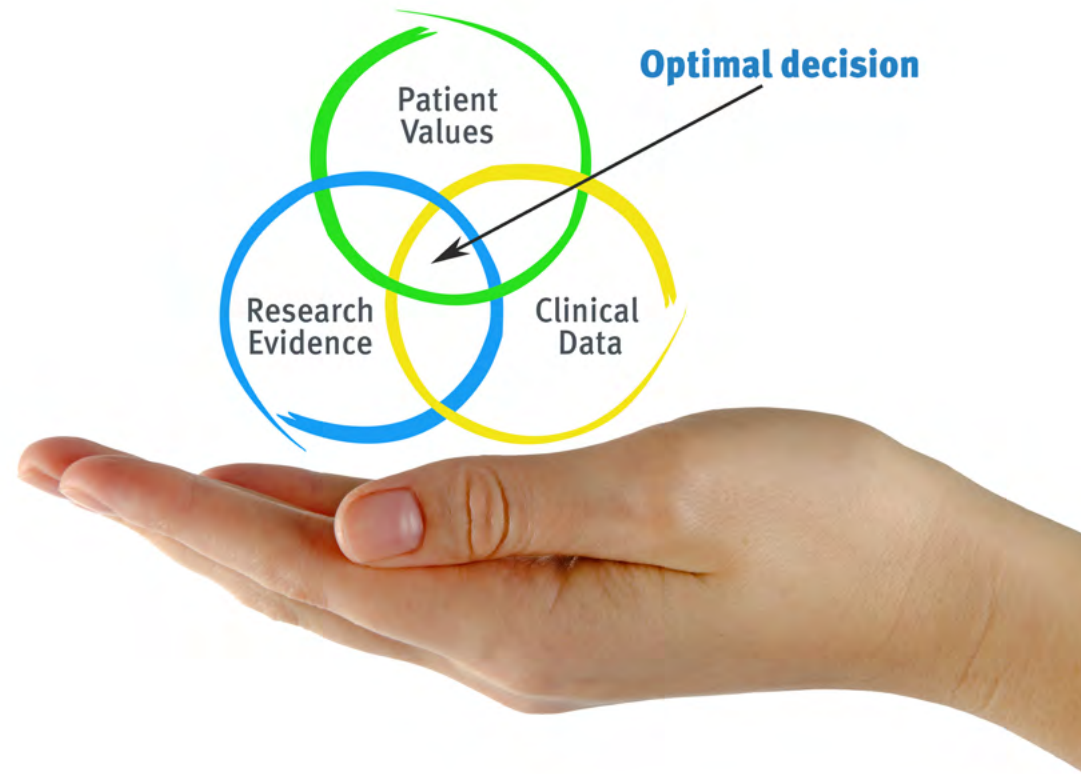 Optimal decision
Patient
Values
Research
Evidence
Clinical
Data